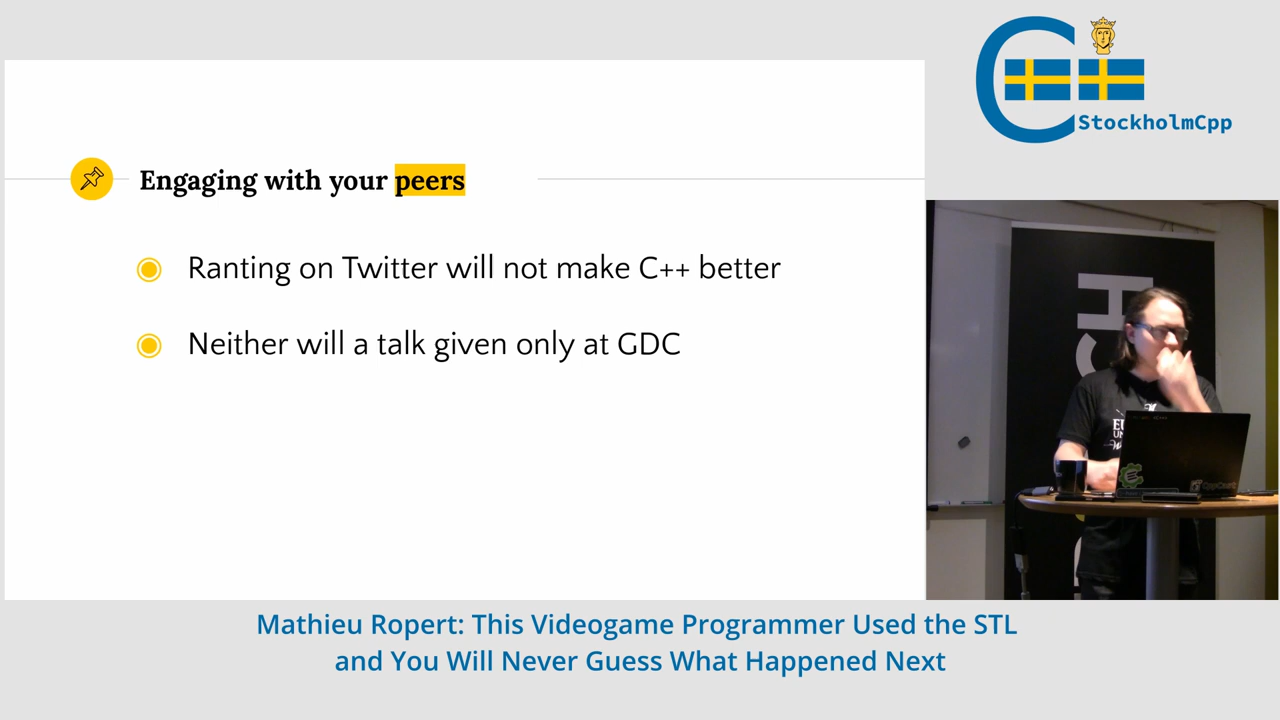 StockholmCpp
Engaging with your peers
Ranting on Twitter will not make C++ better
Neither will a talk given only at GDC
Mathieu Ropert: This Videogame Programmer Used the STL
and You Will Never Guess What Happened Next